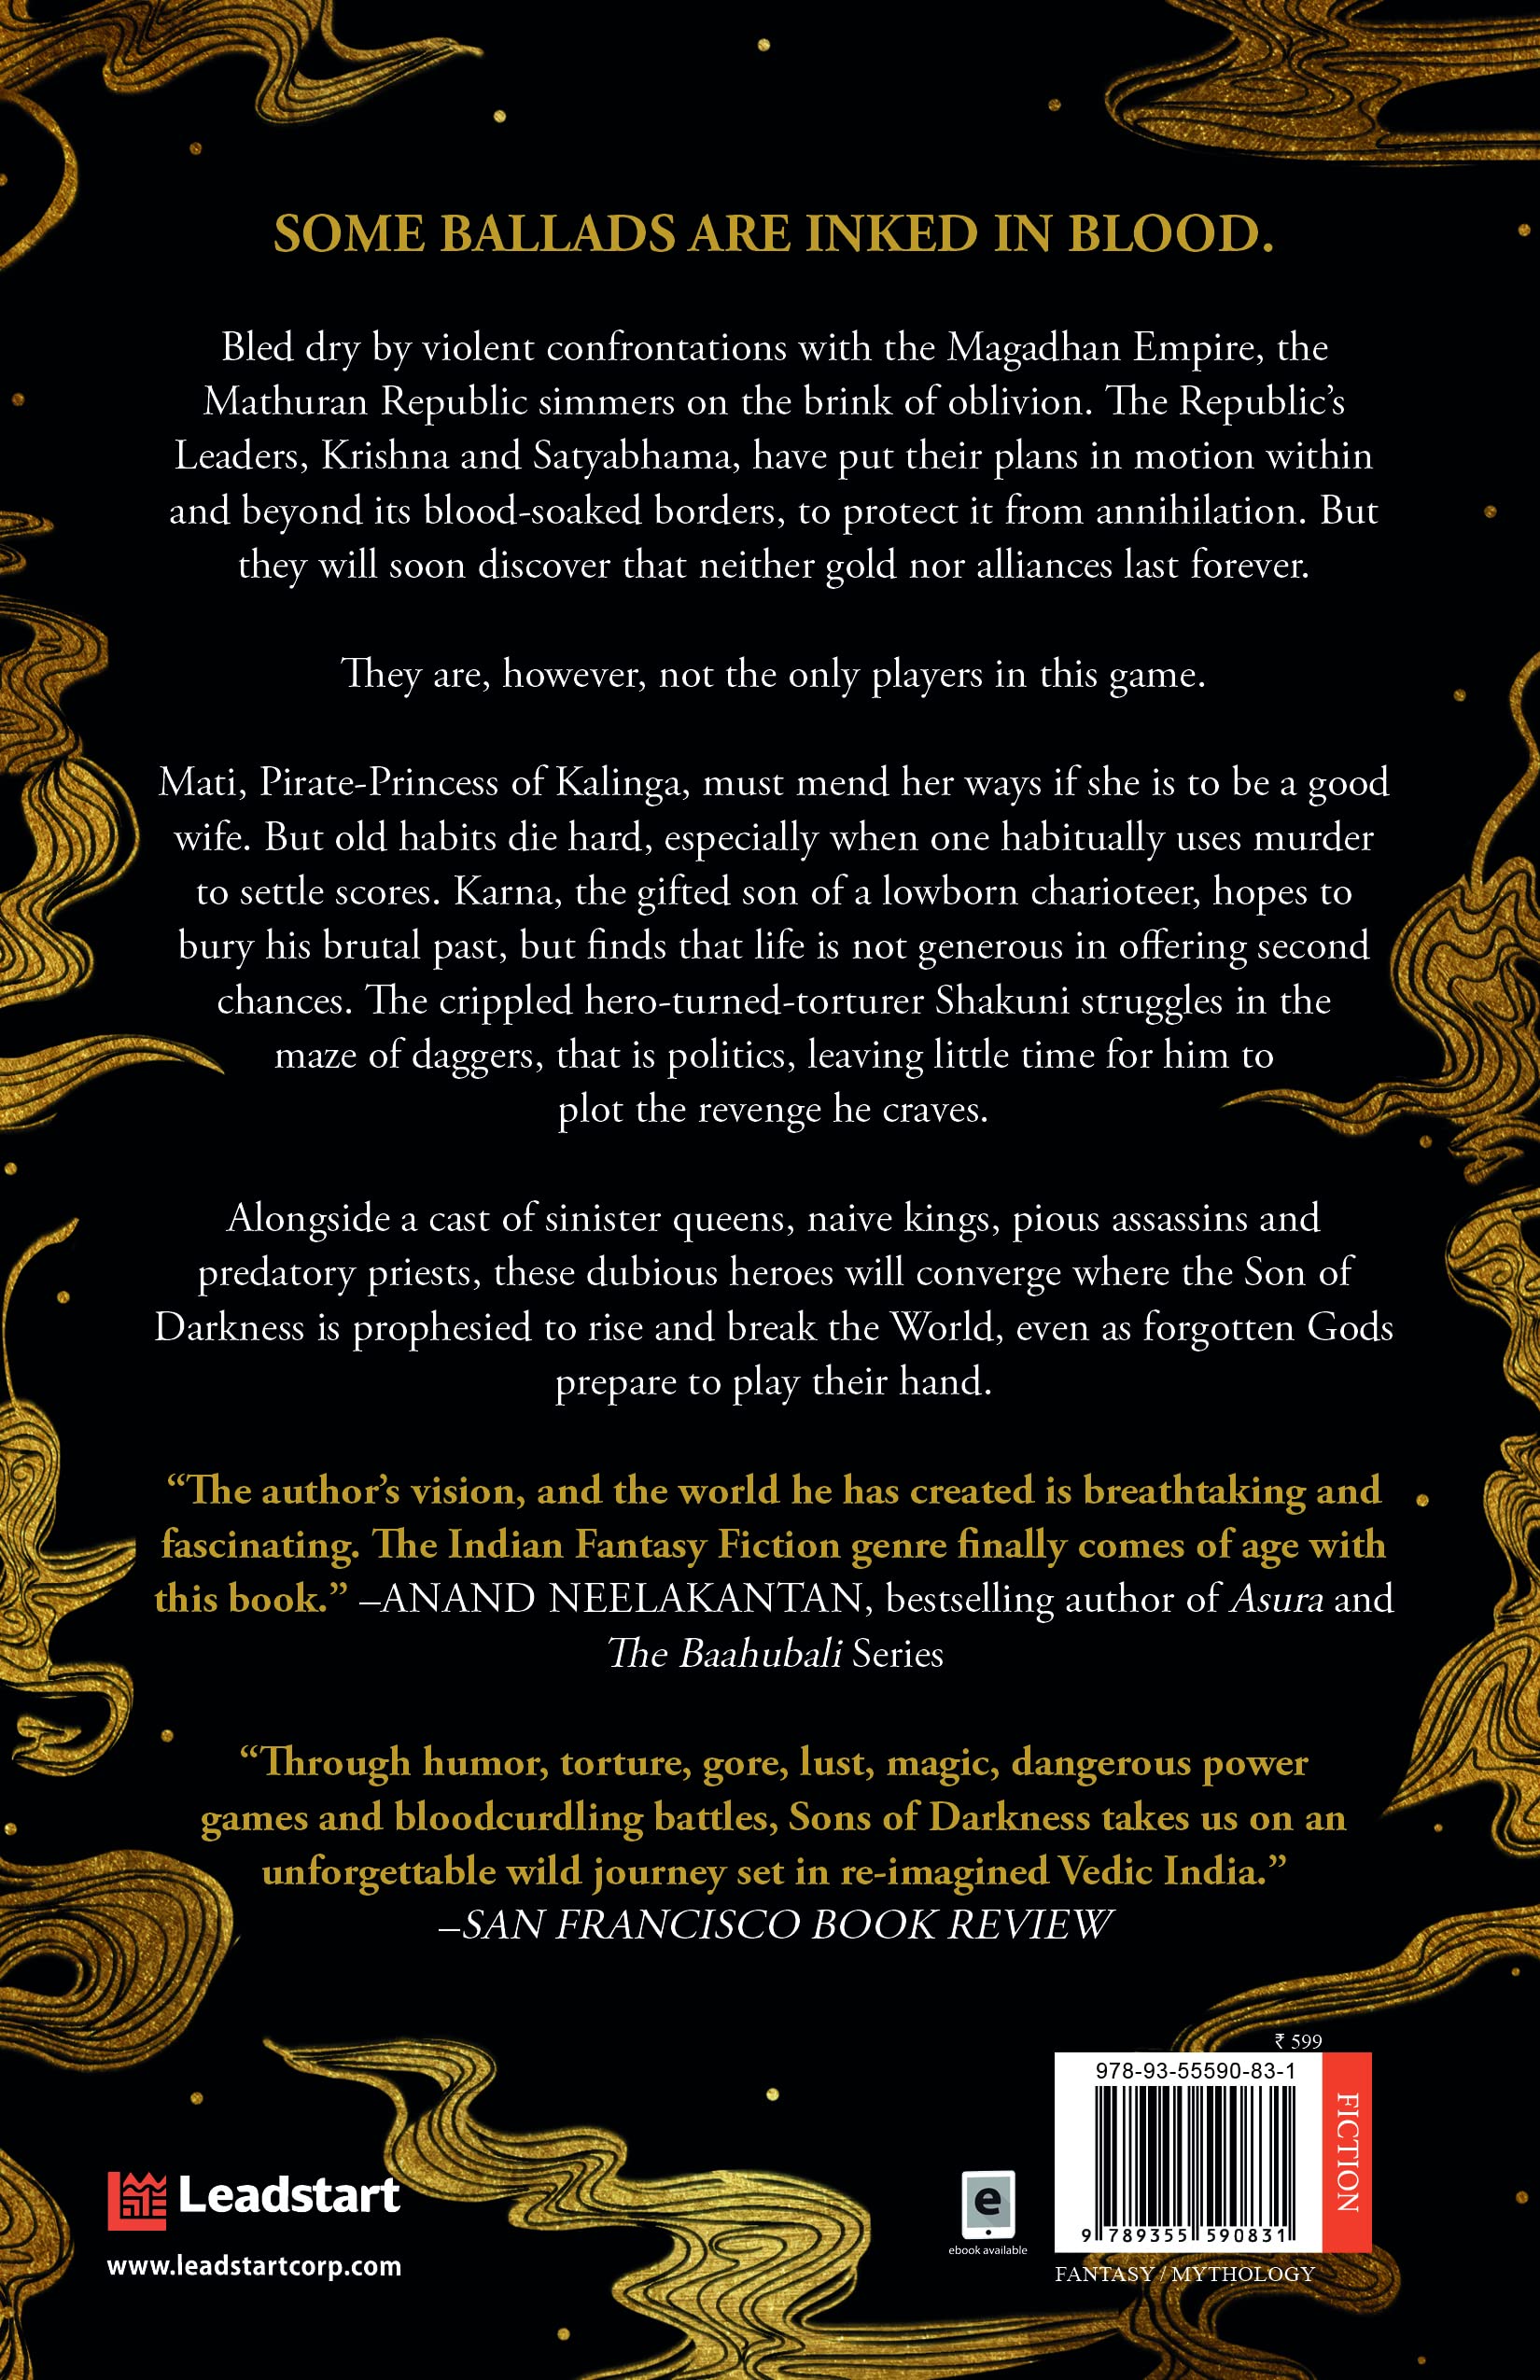 SOME BALLADS ARE INKED IN BLOOD.
Bled dry by violent confrontations with the Magadhan Empire, the
Mathuran Republic simmers on the brink of oblivion. The Republic’s
Leaders, Krishna and Satyabhama, have put their plans in motion within
and beyond its blood-soaked borders, to protect it from annihilation. But
they will soon discover that neither gold nor alliances last forever.
They are, however, not the only players in this game.
Mati, Pirate-Princess of Kalinga, must mend her ways if she is to be a good
wife. But old habits die hard, especially when one habitually uses murder
to settle scores. Karna, the gifted son of a lowborn charioteer, hopes to
bury his brutal past, but finds that life is not generous in offering second
chances. The crippled hero-turned-torturer Shakuni struggles in the
maze of daggers, that is politics, leaving little time for him to
plot the revenge he craves.
Alongside a cast of sinister queens, naive kings, pious assassins and
predatory priests, these dubious heroes will converge where the Son of
Darkness is prophesied to rise and break the World, even as forgotten Gods
prepare to play their hand.
“The author’s vision, and the world he has created is breathtaking and
fascinating. The Indian Fantasy Fiction genre finally comes of age with
this book.” –ANAND NEELAKANTAN, bestselling author of Asura and
The Baahubali Series
“Through humor, torture, gore, lust, magic, dangerous power
games and bloodcurdling battles, Sons of Darkness takes us on an
unforgettable wild journey set in re-imagined Vedic India.”
–SAN FRANCISCO BOOK REVIEW
₹ 599
978-93-55590-83-1
FICTION
9 789355 590831
FANTASY / MYTHOLOGY
e
ebook available
Leadstart
www.leadstartcorp.com